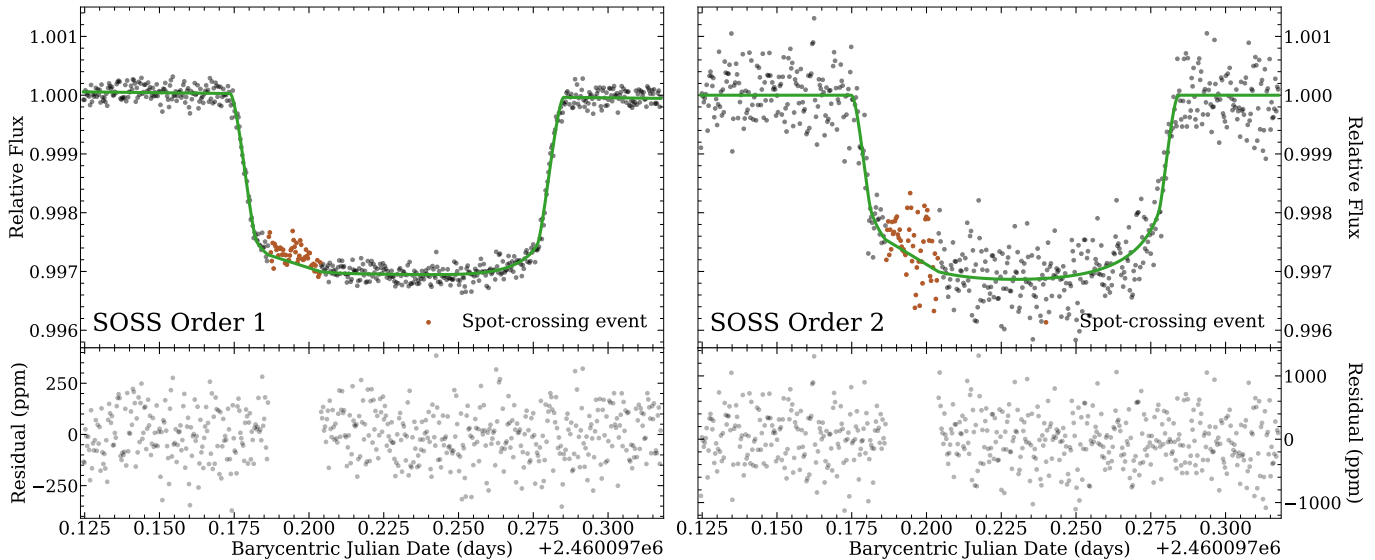 Relative Flux
1.001
1.000
0.999
0.998
0.997
0.996
SOSS Order 1
Spot-crossing event
Residual (ppm)
250
0
−250
0.125 0.150 0.175 0.200 0.225 0.250 0.275 0.300
Barycentric Julian Date (days) +2.460097e6
SOSS Order 2
Spot-crossing event
1.001
1.000
0.999
0.998
0.997
0.996
Relative Flux
1000
0
−1000
Residual (ppm)
0.125 0.150 0.175 0.200 0.225 0.250 0.275 0.300
Barycentric Julian Date (days) +2.460097e6